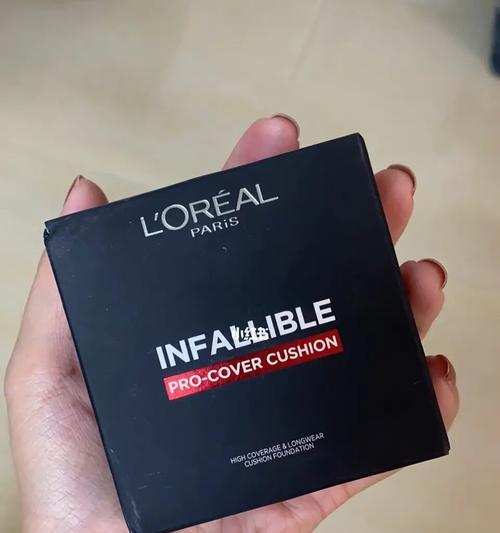 L'ORÉAL
PARiS
INFALLIBLE
PRO-COVER CUSHION
HIGH COVERAGE & LONGWEAR
CUSHION FOUNDATION